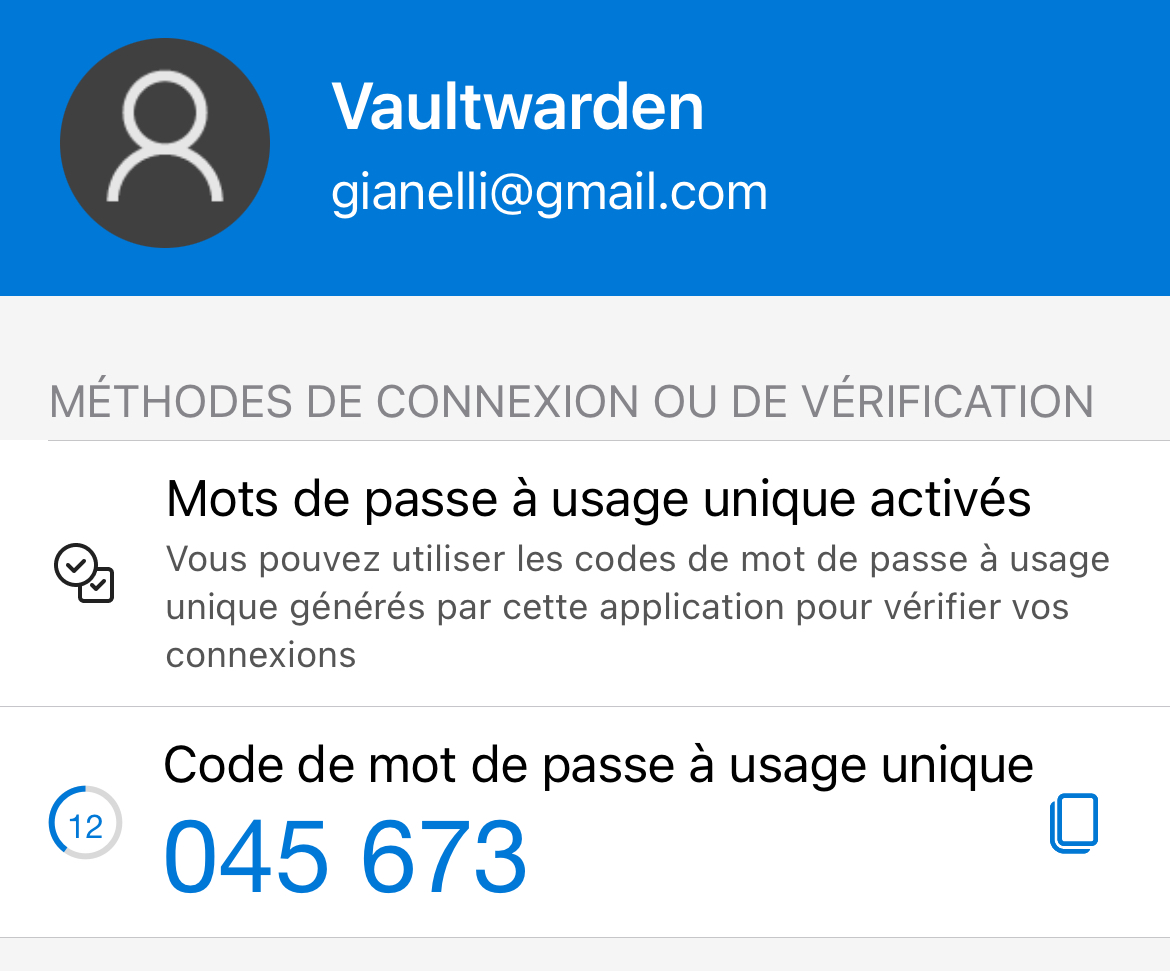 Vaultwarden
gianelli@gmail.com
MÉTHODES DE CONNEXION OU DE VÉRIFICATION
Mots de passe à usage unique activés
Vous pouvez utiliser les codes de mot de passe à usage
unique générés par cette application pour vérifier vos
connexions
Code de mot de passe à usage unique
12
045 673